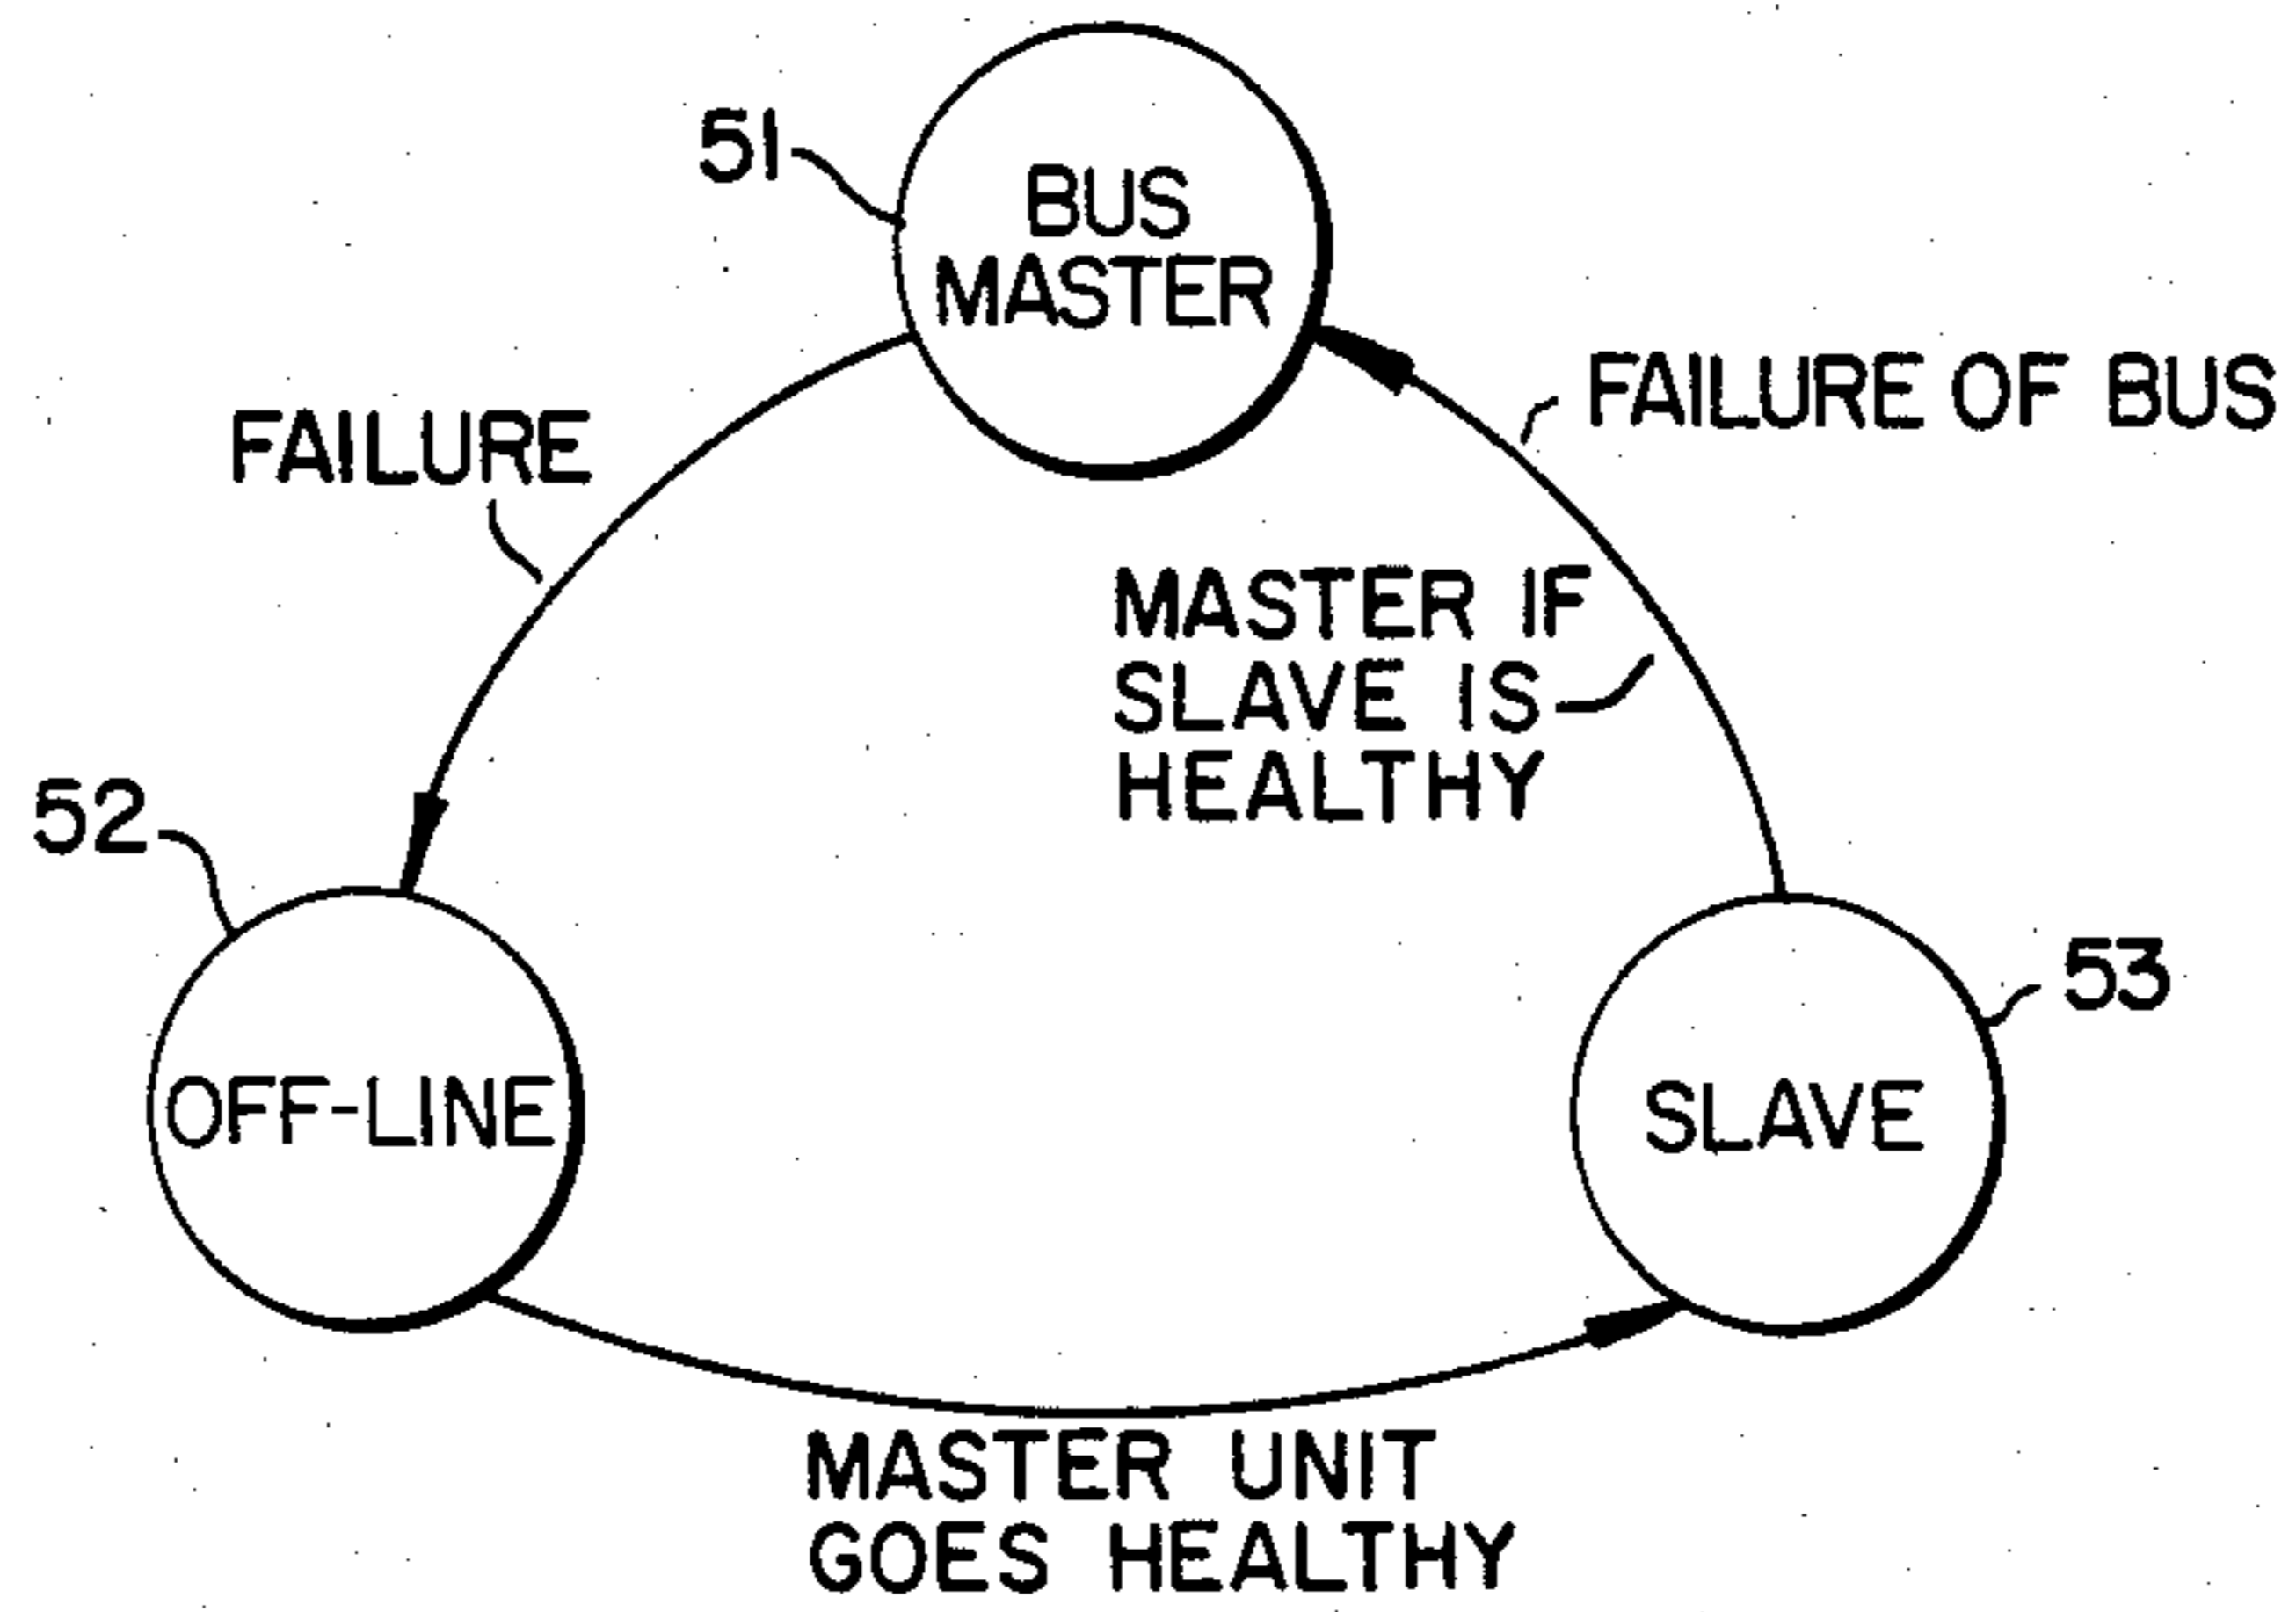 51
BUS
MASTER
FAILURE
FAILURE OF BUS
MASTER IF
SLAVE IS
HEALTHY
52
53
OFF-LINE
SLAVE
MASTER UNIT
GOES HEALTHY